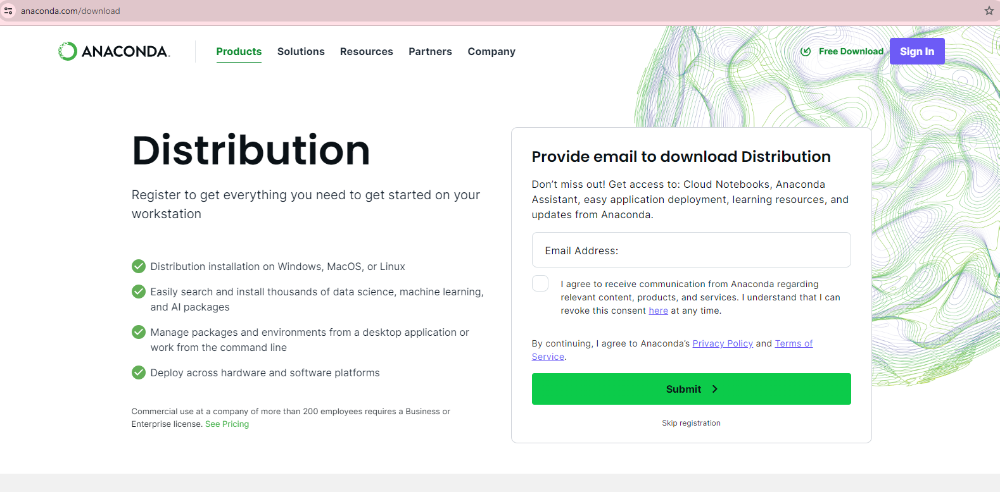 anaconda.com/download
ANACONDA.
Products Solutions Resources Partners Company
Free Download Sign In
Distribution
Register to get everything you need to get started on your
workstation
Distribution installation on Windows, MacOS, or Linux
Easily search and install thousands of data science, machine learning,
and AI packages
Manage packages and environments from a desktop application or
work from the command line
Deploy across hardware and software platforms
Commercial use at a company of more than 200 employees requires a Business or
Enterprise license. See Pricing
Provide email to download Distribution
Don’t miss out! Get access to: Cloud Notebooks, Anaconda
Assistant, easy application deployment, learning resources, and
updates from Anaconda.
Email Address:
I agree to receive communication from Anaconda regarding
relevant content, products, and services. I understand that I can
revoke this consent here at any time.
By continuing, I agree to Anaconda’s Privacy Policy and Terms of
Service.
Submit
Skip registration